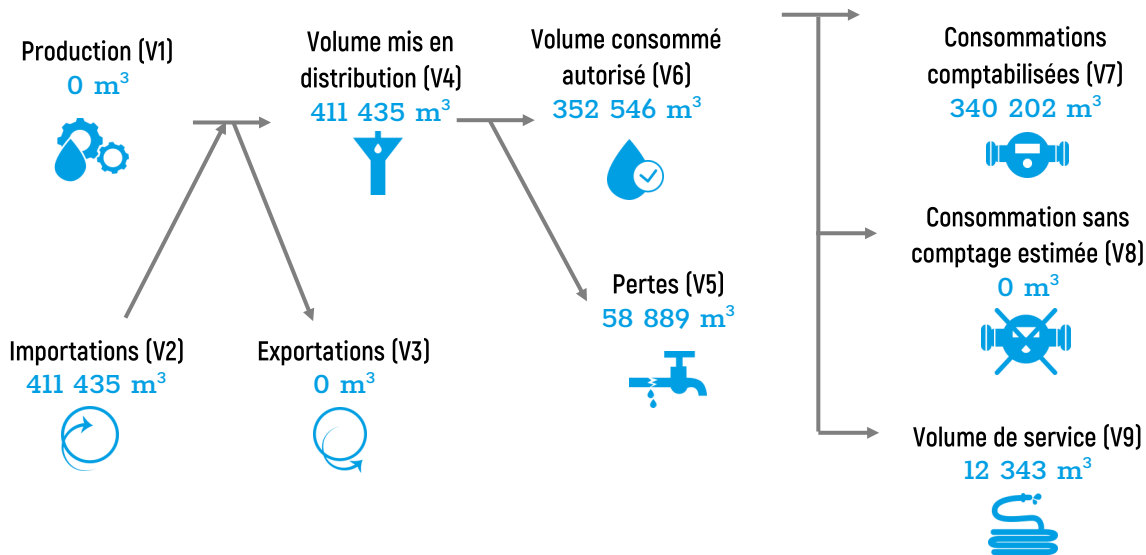 Production (V1)
0 m³
Volume mis en
distribution (V4)
411 435 m³
Volume consommé
autorisé (V6)
352 546 m³
Consommations
comptabilisées (V7)
340 202 m³
Consommation sans
comptage estimée (V8)
0 m³
Pertes (V5)
58 889 m³
Importations (V2)
411 435 m³
Exportations (V3)
0 m³
Volume de service (V9)
12 343 m³